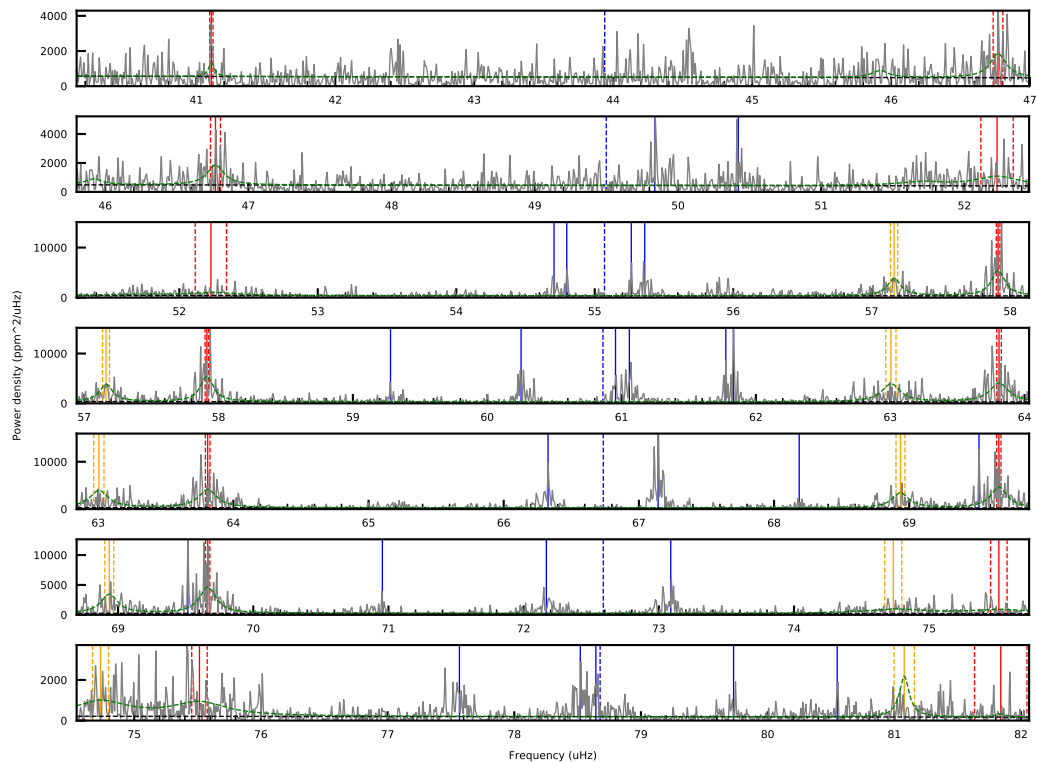 4000
2000
0
41 42 43 44 45 46 47
4000
2000
0
46 47 48 49 50 51 52
10000
0
52 53 54 55 56 57 58
10000
0
57 58 59 60 61 62 63 64
10000
0
63 64 65 66 67 68 69
10000
5000
0
69 70 71 72 73 74 75
2000
0
75 76 77 78 79 80 81 82
Power density (ppm^2/uHz)
Frequency (uHz)